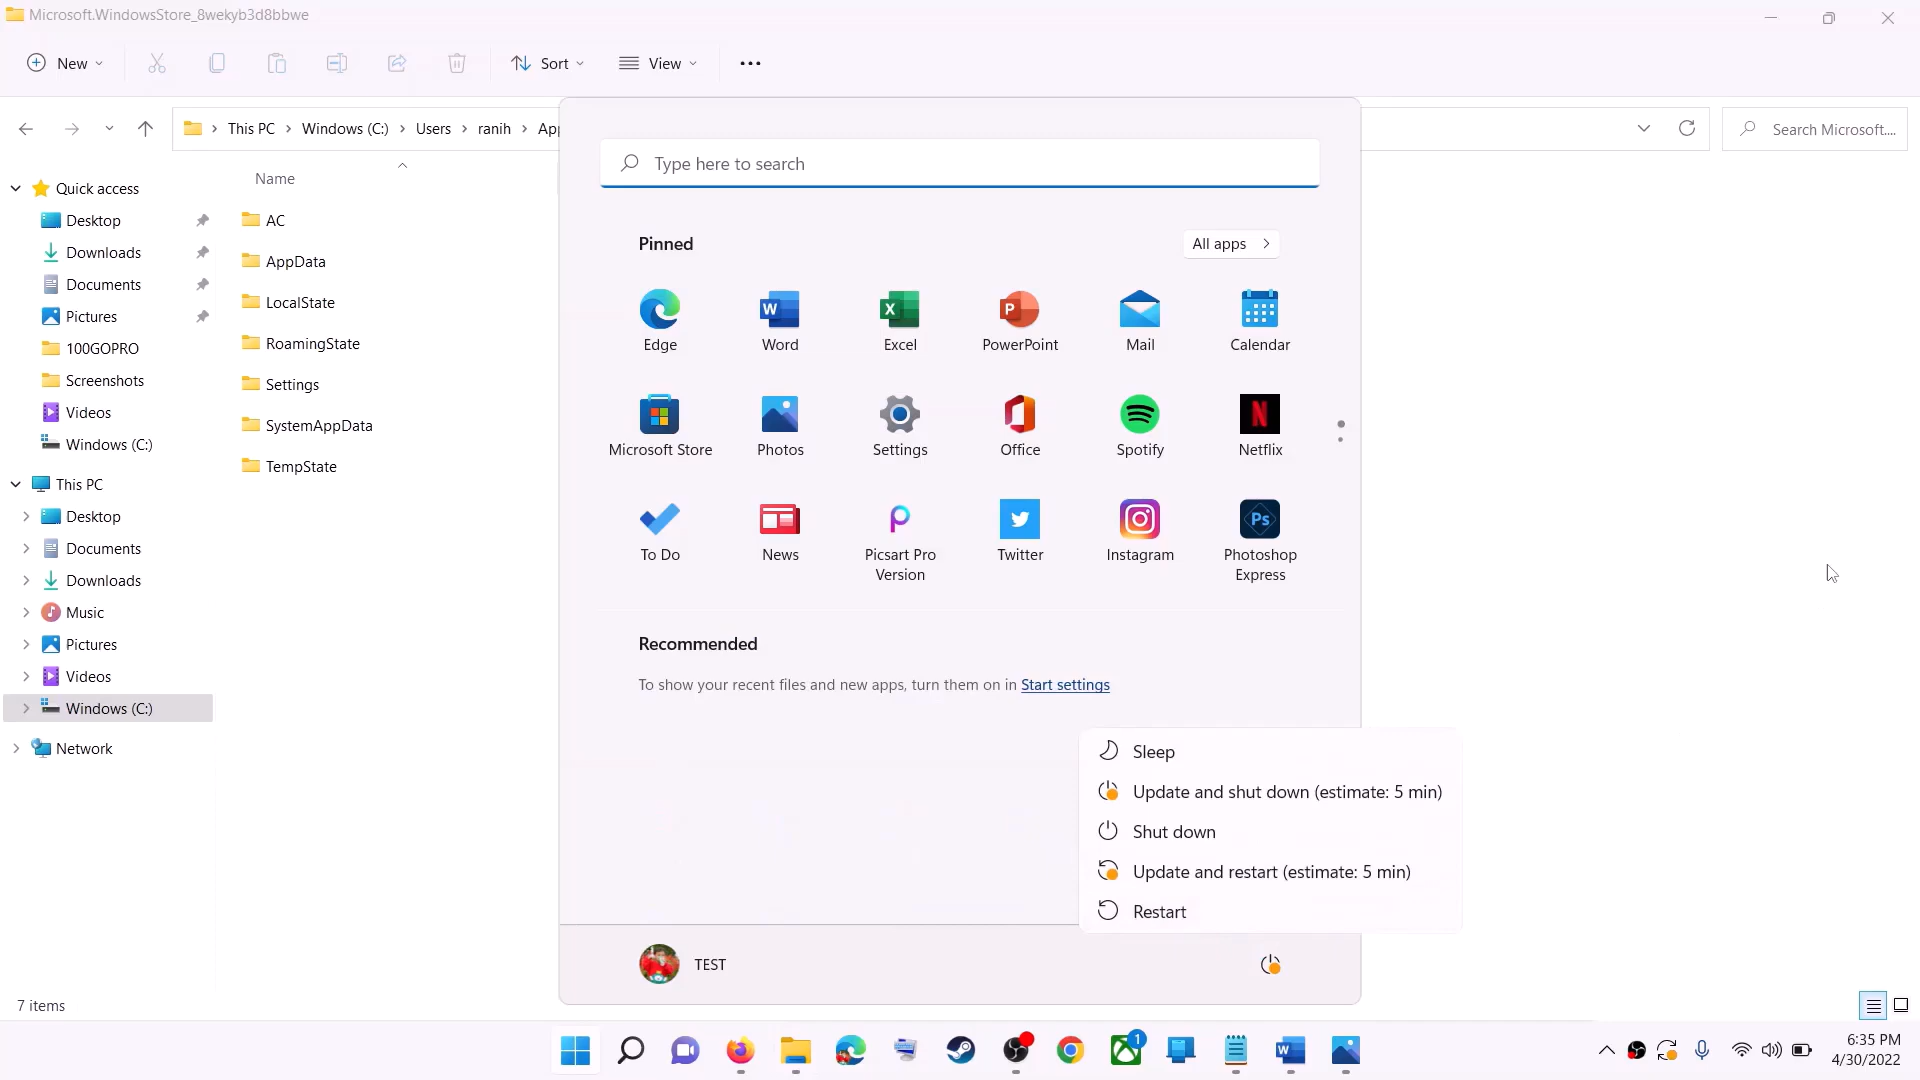 Microsoft.WindowsStore_8wekyb3d8bbwe
New
Sort
View
This PC
Windows (C:)
Users
ranih
App
Search Microsoft....
Quick access
Desktop
Downloads
Documents
Pictures
100GOPRO
Screenshots
Videos
Windows (C:)
This PC
Desktop
Documents
Downloads
Music
Pictures
Videos
Windows (C:)
Network
Name
AC
AppData
LocalState
RoamingState
Settings
SystemAppData
TempState
Type here to search
Pinned
All apps
Edge
Word
Excel
PowerPoint
Mail
Calendar
Microsoft Store
Photos
Settings
Office
Spotify
Netflix
To Do
News
Picsart Pro
Version
Twitter
Instagram
Photoshop
Express
Recommended
To show your recent files and new apps, turn them on in Start settings
Sleep
Update and shut down (estimate: 5 min)
Shut down
Update and restart (estimate: 5 min)
Restart
TEST
7 items
1
6:35 PM
4/30/2022